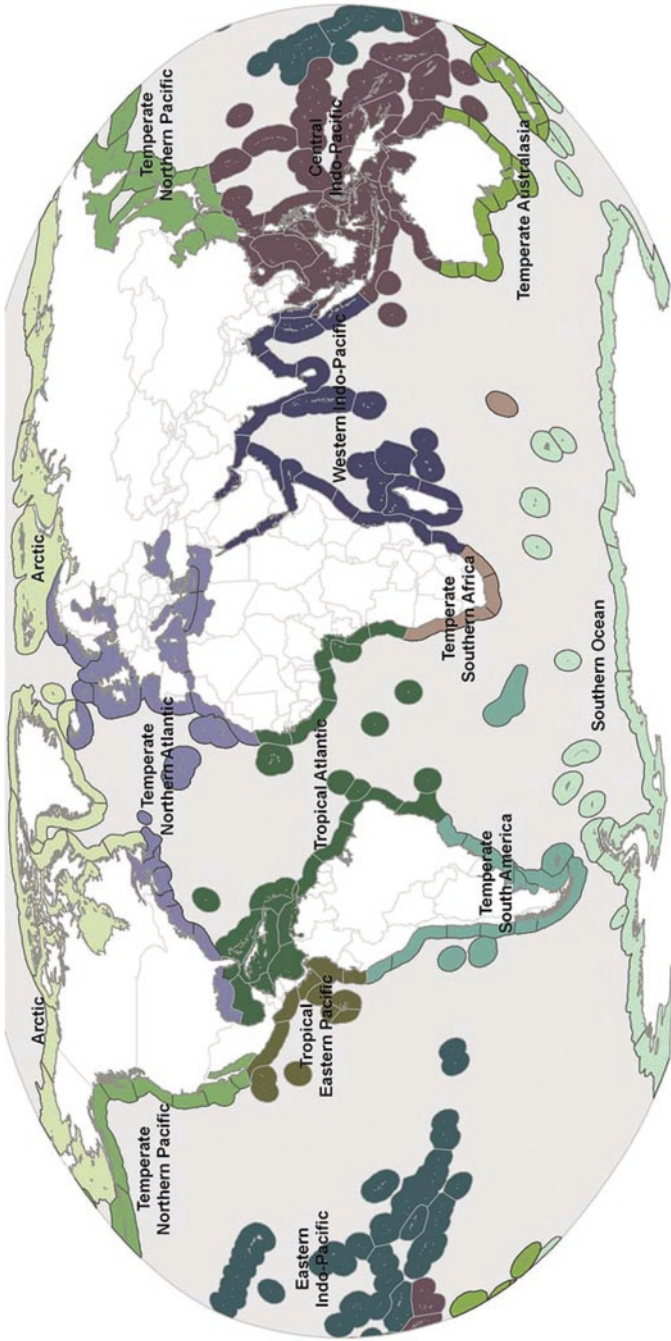 Arctic
Arctic
Temperate
Northern Pacific
Temperate
Northern Atlantic
Temperate
Northern Pacific
Eastern
Indo-Pacific
Tropical
Eastern Pacific
Tropical Atlantic
Western Indo-Pacific
Central
Indo-Pacific
Temperate
South America
Temperate
Southern Africa
Temperate Australasia
Southern Ocean